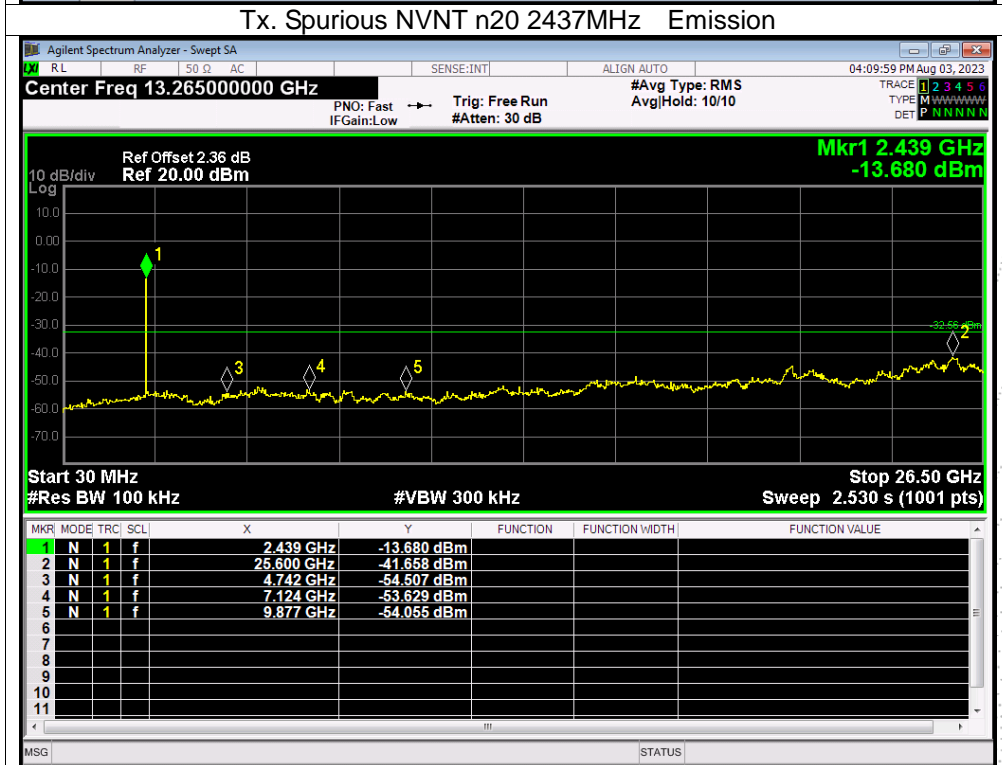 Tx. Spurious NVNT n20 2437MHz Emission
Agilent Spectrum Analyzer - Swept SA
LXI RL RF 50 Ω AC SENSE:INT ALIGN AUTO 04:09:59 PM Aug 03, 2023
Center Freq 13.265000000 GHz #Avg Type: RMS TRACE 1 2 3 4 5 6
PNO: Fast Trig: Free Run Avg|Hold: 10/10 TYPE M WWWWW
IFGain:Low #Atten: 30 dB DET P N N N N N
Mkr1 2.439 GHz
Ref Offset 2.36 dB
10 dB/div Ref 20.00 dBm -13.680 dBm
Log
10.0
0.00
1
-10.0
-20.0
-30.0 -32.56 dBm
2
-40.0
3 4 5
-50.0
-60.0
-70.0
Start 30 MHz Stop 26.50 GHz
#Res BW 100 kHz #VBW 300 kHz Sweep 2.530 s (1001 pts)
MKR MODE TRC SCL X Y FUNCTION FUNCTION WIDTH FUNCTION VALUE
1 N 1 f 2.439 GHz -13.680 dBm
2 N 1 f 25.600 GHz -41.658 dBm
3 N 1 f 4.742 GHz -54.507 dBm
4 N 1 f 7.124 GHz -53.629 dBm
5 N 1 f 9.877 GHz -54.055 dBm
6
7
8
9
10
11
MSG STATUS